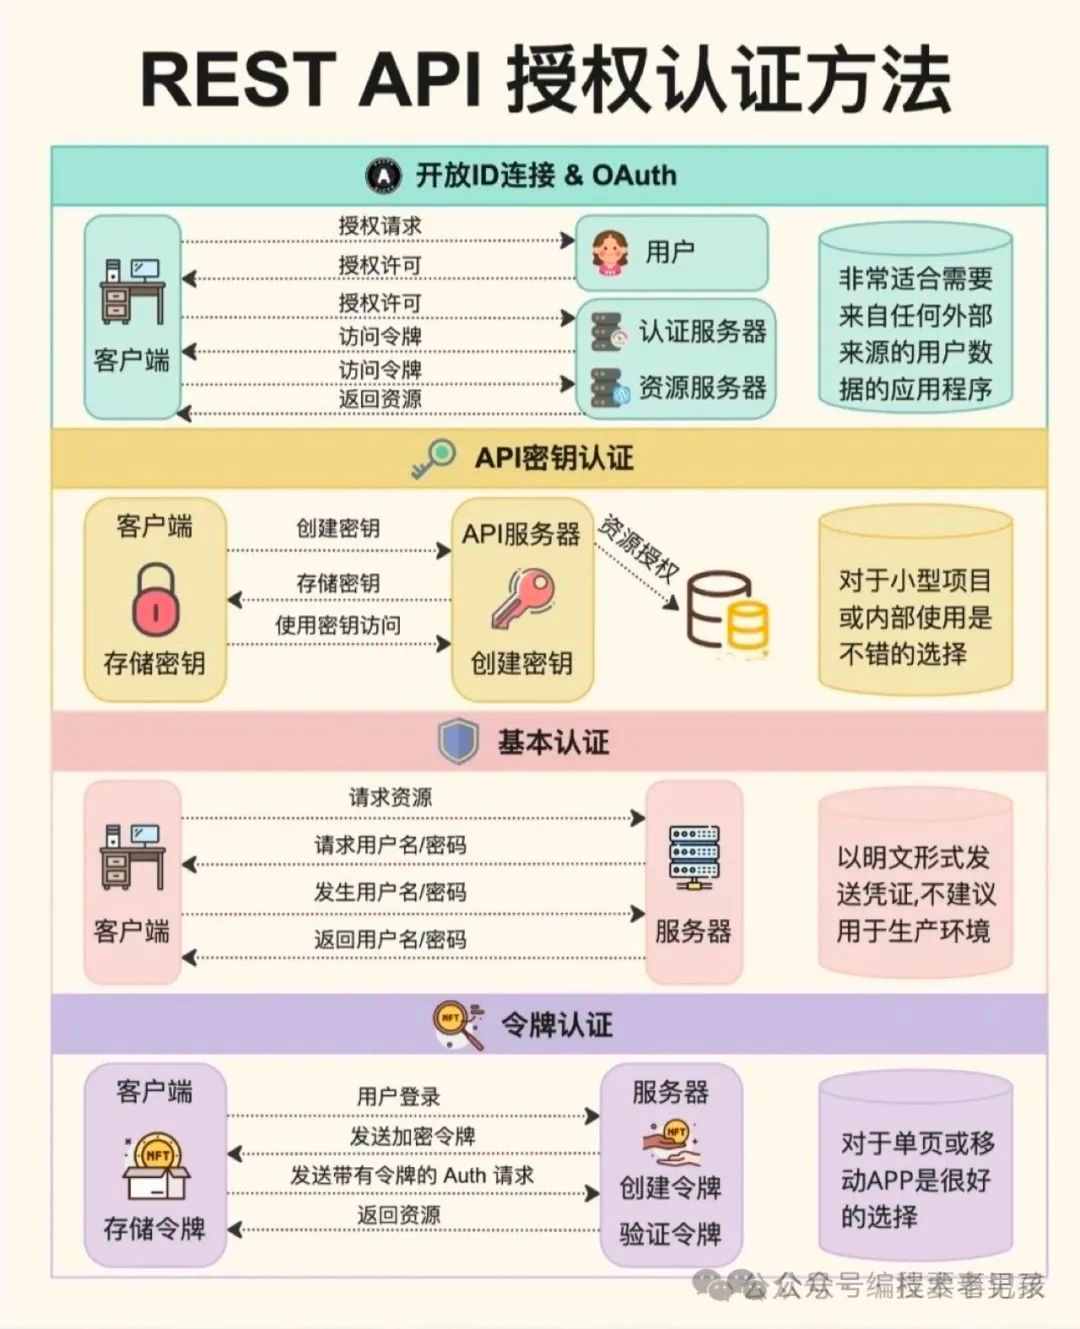 REST API 授权认证方法
开放ID连接 & OAuth
授权请求
授权许可
授权许可
访问令牌
访问令牌
返回资源
客户端
用户
认证服务器
资源服务器
非常适合需要
来自任何外部
来源的用户数
据的应用程序
API密钥认证
客户端
存储密钥
创建密钥
存储密钥
使用密钥访问
API服务器
创建密钥
资源授权
对于小型项目
或内部使用是
不错的选择
基本认证
客户端
请求资源
请求用户名/密码
发生用户名/密码
返回用户名/密码
服务器
以明文形式发
送凭证,不建议
用于生产环境
令牌认证
客户端
NFT
存储令牌
用户登录
发送加密令牌
发送带有令牌的 Auth 请求
返回资源
服务器
NFT
创建令牌
验证令牌
NFT
对于单页或移
动APP是很好
的选择
公众号